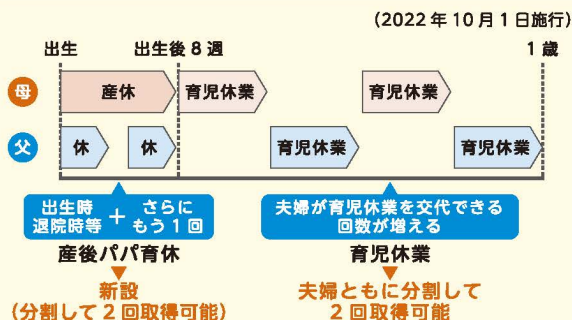 (2022年10月1日施行)
出生 出生後8週 1歳
母 産休 育児休業 育児休業
父 休 休 育児休業 育児休業
出生時 さらに
退院時等 + もう1回
夫婦が育児休業を交代できる
回数が増える
産後パパ育休 育児休業
新設
(分割して2回取得可能)
夫婦ともに分割して
2回取得可能